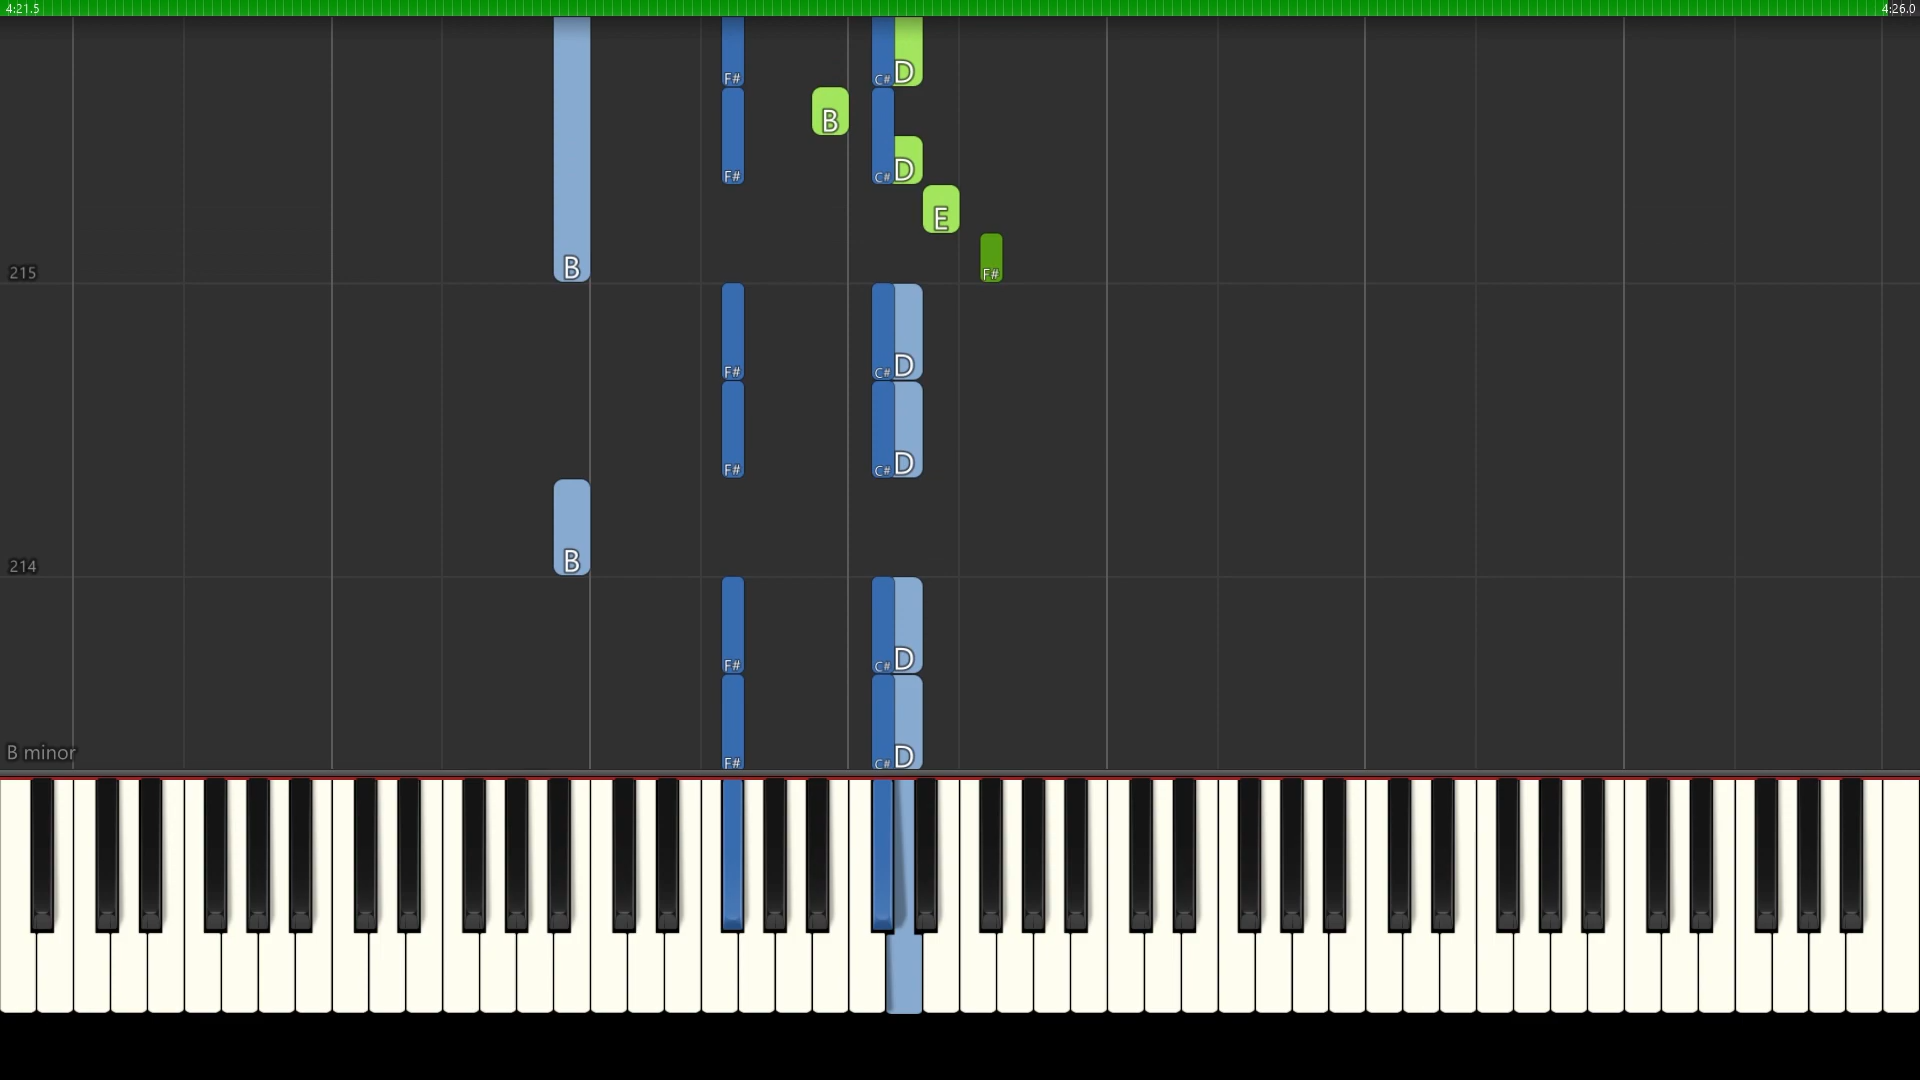 4:21.5 4:26.0
F# C# D
B
F# C# D
E
B F#
215
F# C# D
F# C# D
B
214
F# C# D
B minor
F# C# D